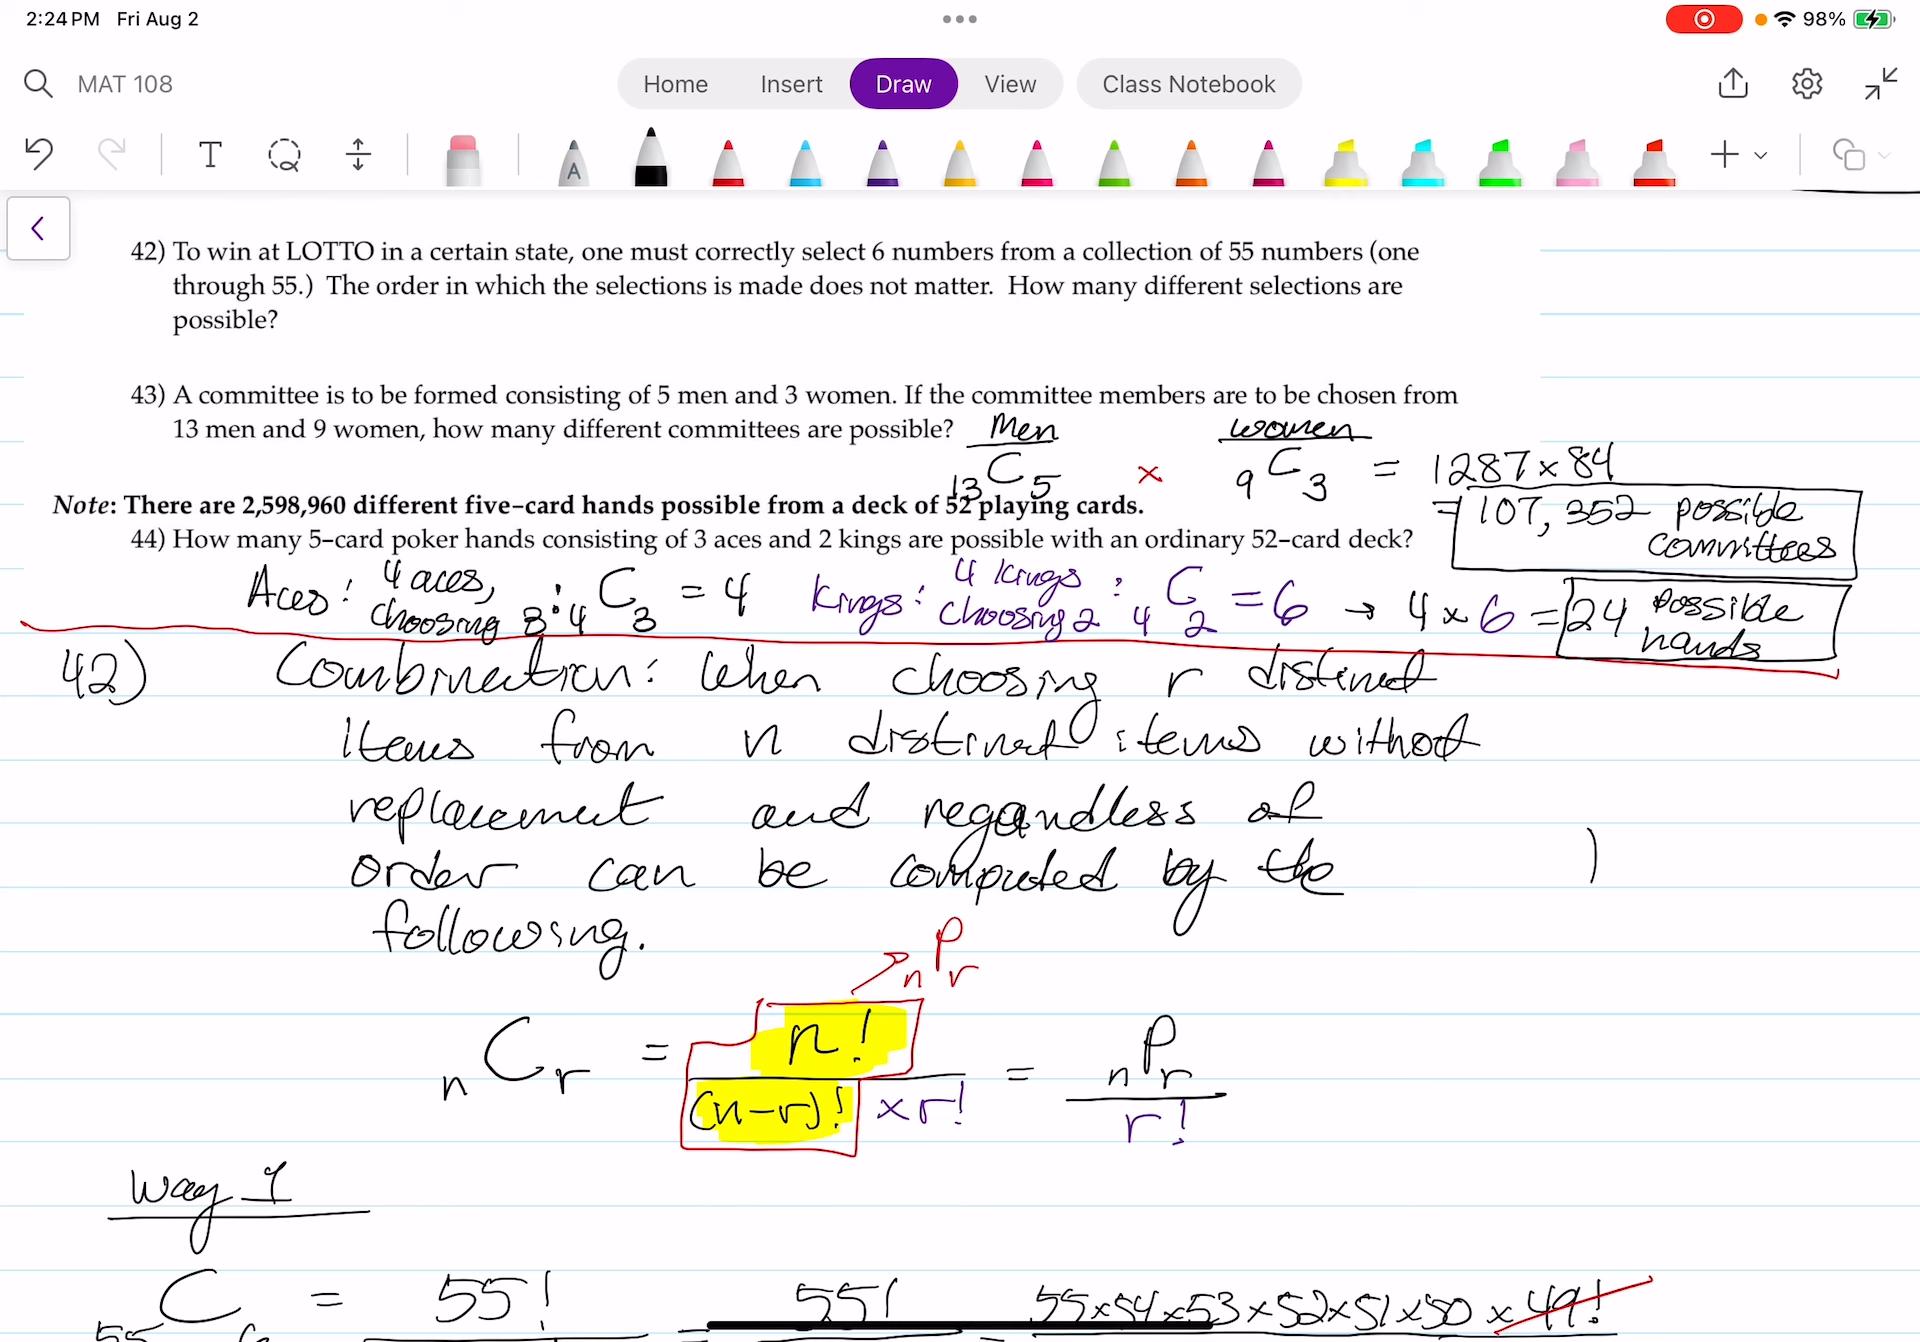 2:24 PM Fri Aug 2
98%
MAT 108
Home Insert Draw View Class Notebook
T
A
42) To win at LOTTO in a certain state, one must correctly select 6 numbers from a collection of 55 numbers (one
through 55.) The order in which the selections is made does not matter. How many different selections are
possible?
43) A committee is to be formed consisting of 5 men and 3 women. If the committee members are to be chosen from
13 men and 9 women, how many different committees are possible? Men women
13C5 × 9C3 = 1287 × 84
Note: There are 2,598,960 different five-card hands possible from a deck of 52 playing cards.
= 107,352 possible committees
44) How many 5-card poker hands consisting of 3 aces and 2 kings are possible with an ordinary 52-card deck?
Aces: 4 aces, choosing 3: 4C3 = 4 Kings: 4 kings choosing 2: 4C2 = 6 → 4 × 6 = 24 possible hands
42) Combination: When choosing r distinct
items from n distinct items without
replacement and regardless of
order can be computed by the
following.
nPr
nCr = n! / (n-r)! × r! = nPr / r!
Way 1
C = 55! 55! 55×54×53×52×51×50×49!